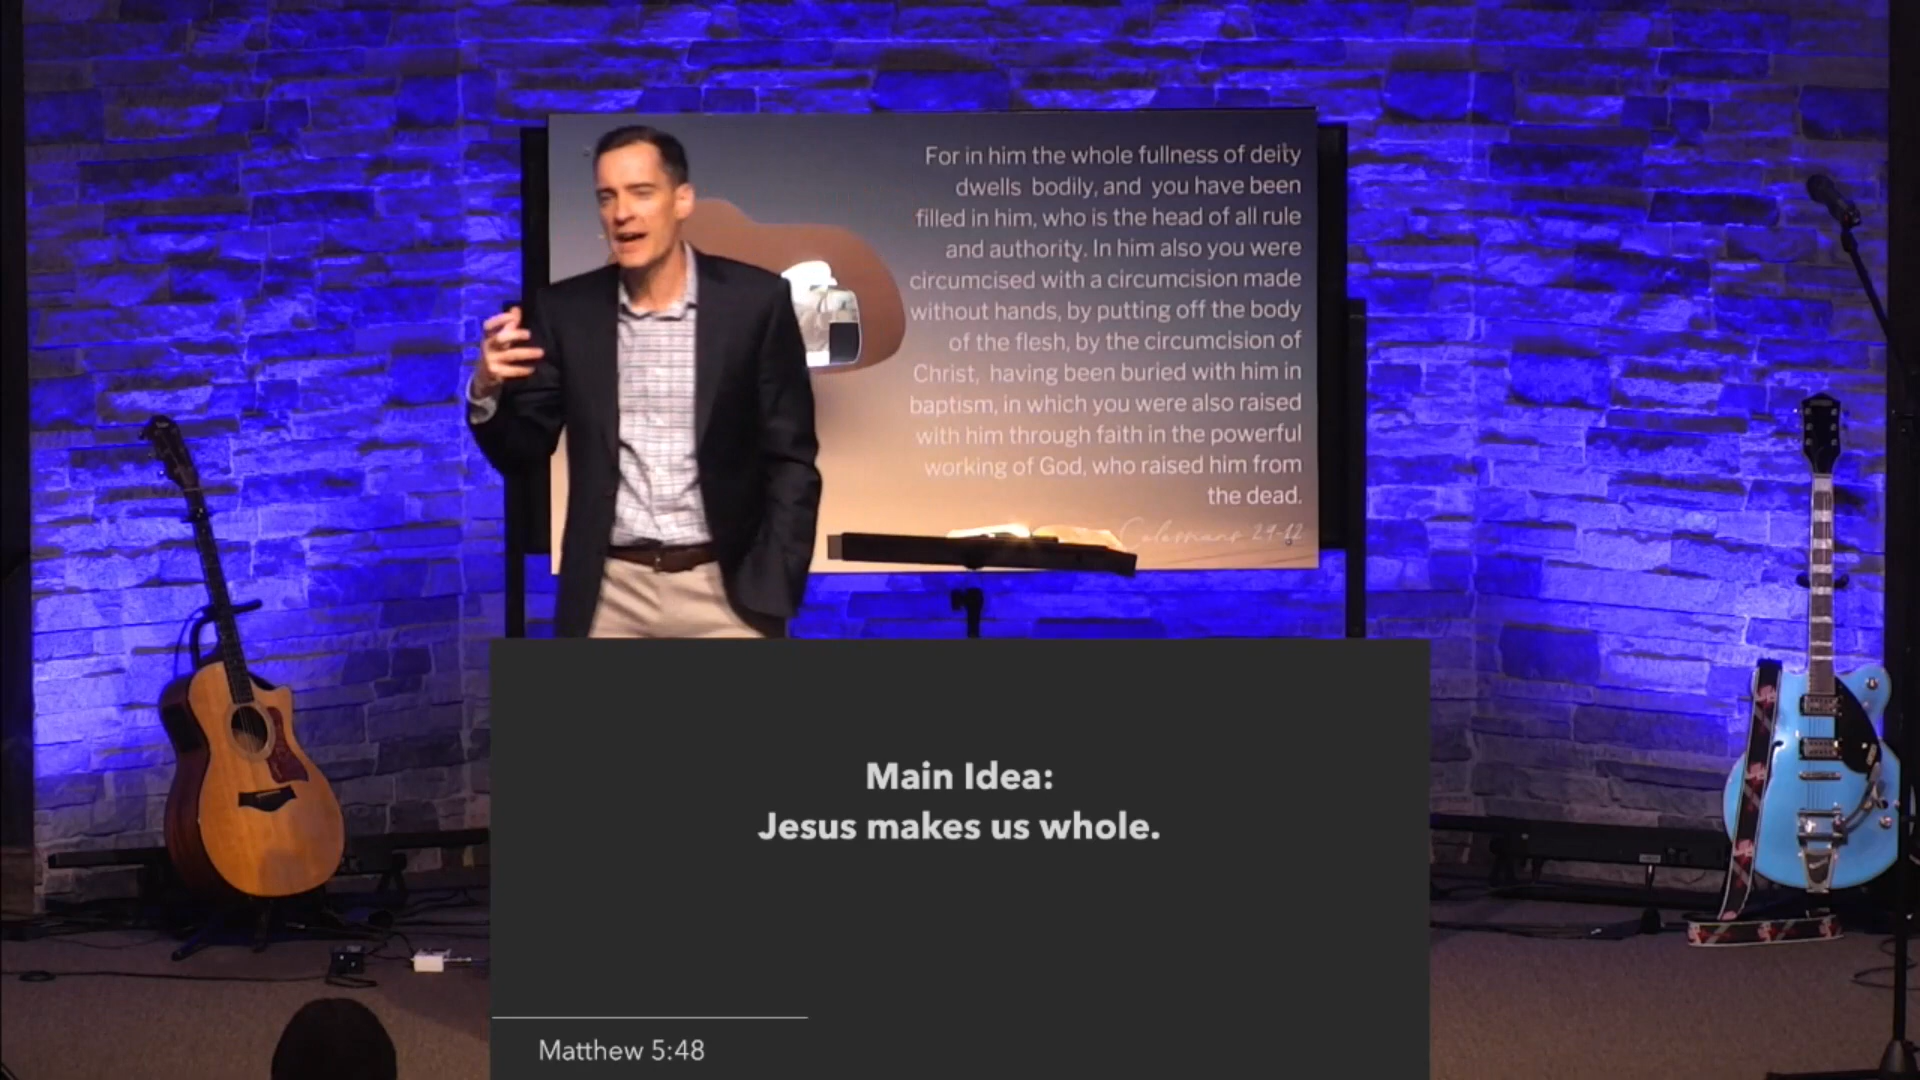 For in him the whole fullness of deity
dwells bodily, and you have been
filled in him, who is the head of all rule
and authority. In him also you were
circumcised with a circumcision made
without hands, by putting off the body
of the flesh, by the circumcision of
Christ, having been buried with him in
baptism, in which you were also raised
with him through faith in the powerful
working of God, who raised him from
the dead.
Colossians 2:9-12
Main Idea:
Jesus makes us whole.
Matthew 5:48